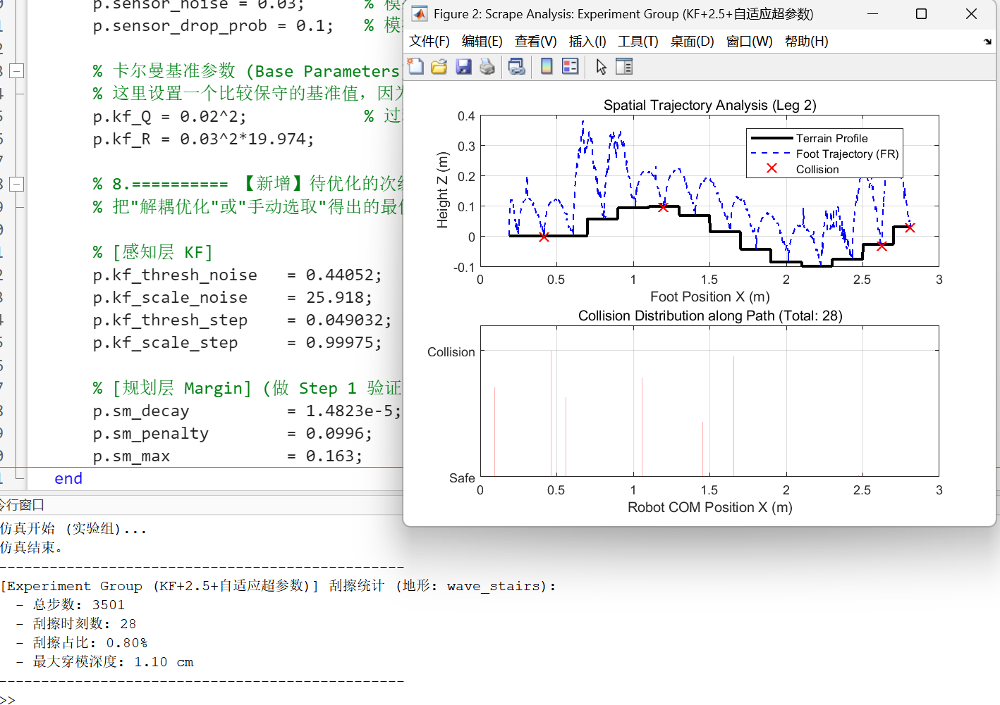 p.sensor_noise = 0.03; % 模
p.sensor_drop_prob = 0.1; % 模
% 卡尔曼基准参数 (Base Parameters
% 这里设置一个比较保守的基准值，因为
p.kf_Q = 0.02^2; % 过
p.kf_R = 0.03^2*19.974;
% 8.========== 【新增】待优化的次级
% 把"解耦优化"或"手动选取"得出的最优
% [感知层 KF]
p.kf_thresh_noise = 0.44052;
p.kf_scale_noise = 25.918;
p.kf_thresh_step = 0.049032;
p.kf_scale_step = 0.99975;
% [规划层 Margin] (做 Step 1 验证
p.sm_decay = 1.4823e-5;
p.sm_penalty = 0.0996;
p.sm_max = 0.163;
end
Figure 2: Scrape Analysis: Experiment Group (KF+2.5+自适应超参数)
文件(F) 编辑(E) 查看(V) 插入(I) 工具(T) 桌面(D) 窗口(W) 帮助(H)
Spatial Trajectory Analysis (Leg 2)
0.4
0.3
0.2
0.1
0
-0.1
Height Z (m)
Terrain Profile
Foot Trajectory (FR)
Collision
0 0.5 1 1.5 2 2.5 3
Foot Position X (m)
Collision Distribution along Path (Total: 28)
Collision
Safe
0 0.5 1 1.5 2 2.5 3
Robot COM Position X (m)
令行窗口
仿真开始 (实验组)...
仿真结束。
-----------------------------------------------
[Experiment Group (KF+2.5+自适应超参数)] 刮擦统计 (地形: wave_stairs):
- 总步数: 3501
- 刮擦时刻数: 28
- 刮擦占比: 0.80%
- 最大穿模深度: 1.10 cm
-----------------------------------------------
>>